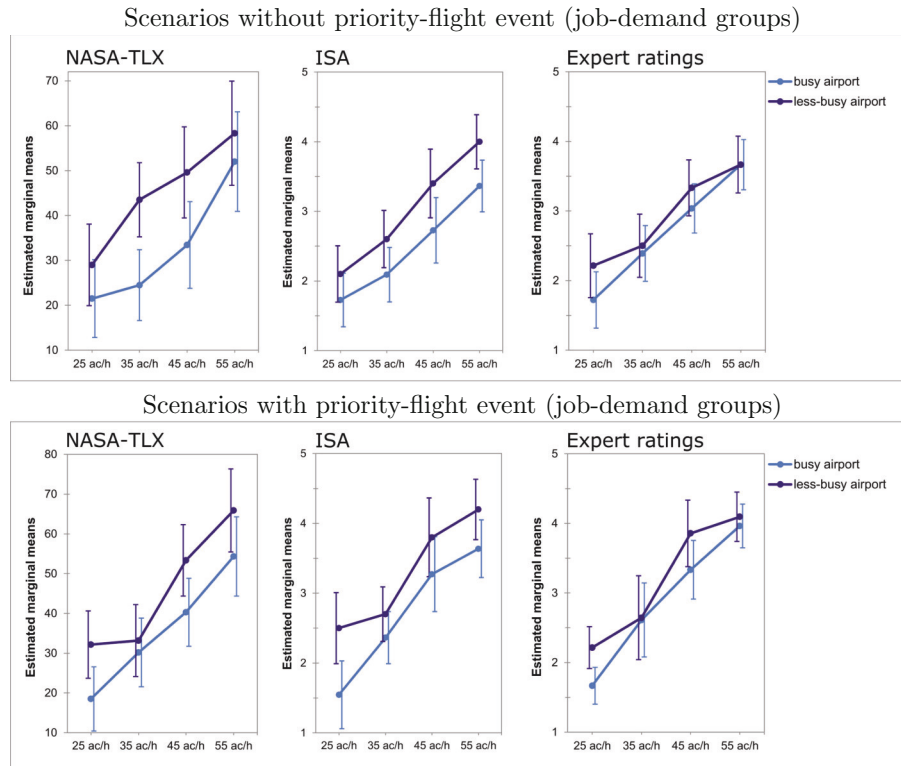 Scenarios without priority-flight event (job-demand groups)
NASA-TLX
Estimated marginal means
70
60
50
40
30
20
10
25 ac/h 35 ac/h 45 ac/h 55 ac/h
ISA
Estimated marignal means
5
4
3
2
1
25 ac/h 35 ac/h 45 ac/h 55 ac/h
Expert ratings
Estimated marginal means
5
4
3
2
1
25 ac/h 35 ac/h 45 ac/h 55 ac/h
busy airport
less-busy airport
Scenarios with priority-flight event (job-demand groups)
NASA-TLX
Estimated marginal means
80
70
60
50
40
30
20
10
25 ac/h 35 ac/h 45 ac/h 55 ac/h
ISA
Estimated marginal means
5
4
3
2
1
25 ac/h 35 ac/h 45 ac/h 55 ac/h
Expert ratings
Estimated marginal means
5
4
3
2
1
25 ac/h 35 ac/h 45 ac/h 55 ac/h
busy airport
less-busy airport